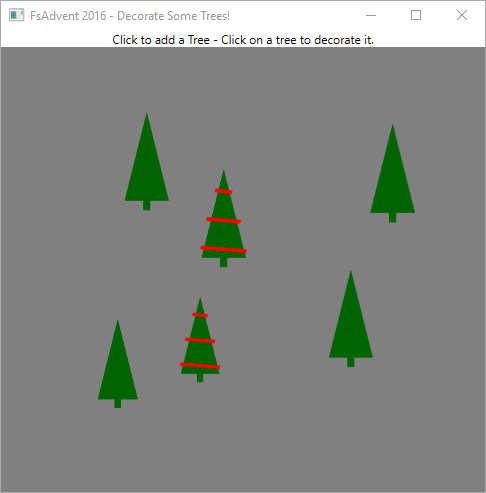 FsAdvent 2016 - Decorate Some Trees!
Click to add a Tree - Click on a tree to decorate it.